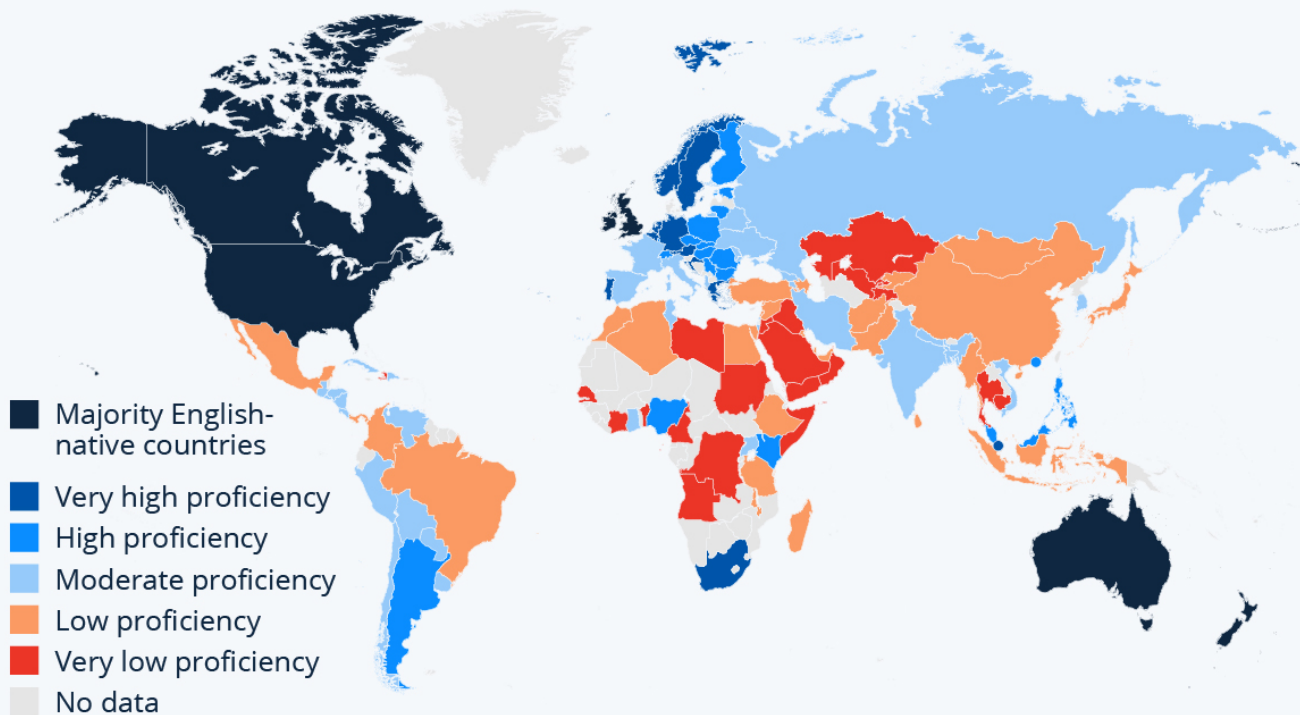 Majority English-
native countries
Very high proficiency
High proficiency
Moderate proficiency
Low proficiency
Very low proficiency
No data